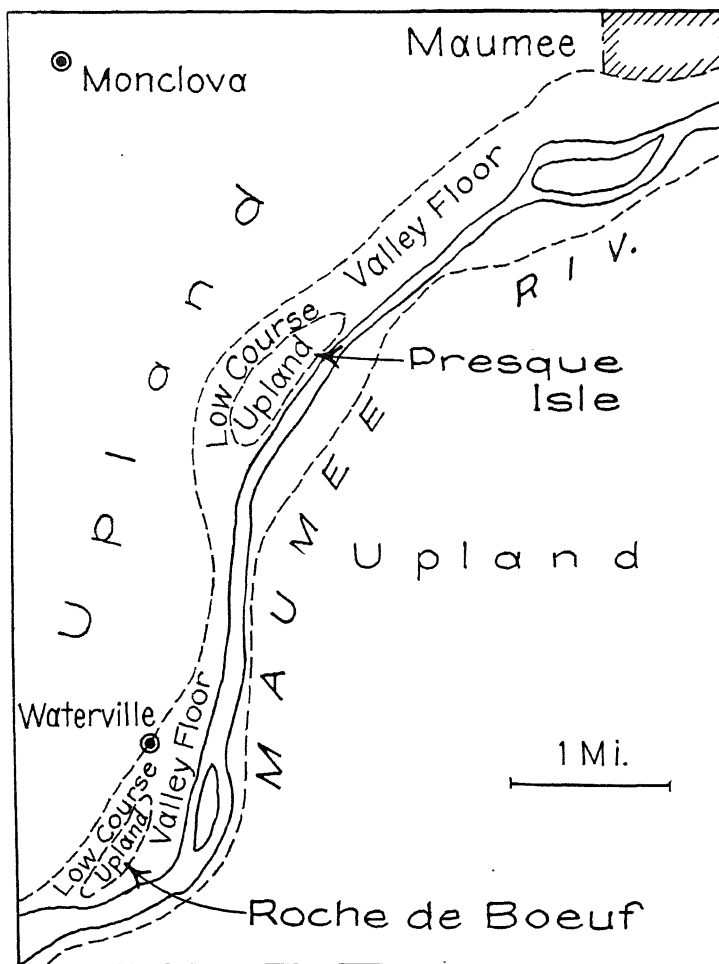 Maumee
Monclova
Upland
Valley Floor
RIV.
Low Course
Upland
Presque
Isle
MAUMEE
Upland
Waterville
Valley Floor
1 Mi.
Low Course
Upland
Roche de Boeuf